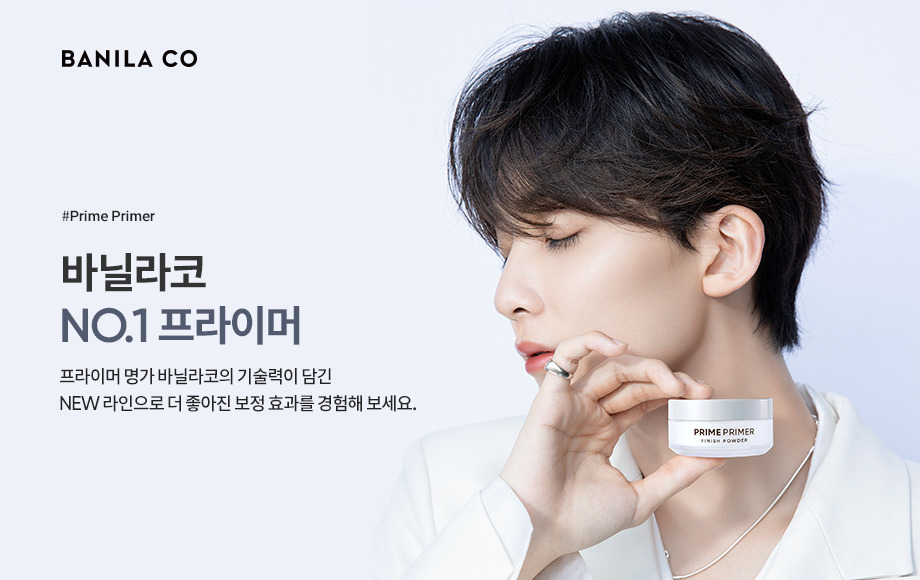 BANILA CO
#Prime Primer
바닐라코
NO.1 프라이머
프라이머 명가 바닐라코의 기술력이 담긴
NEW 라인으로 더 좋아진 보정 효과를 경험해 보세요.
PRIME PRIMER
FINISH POWDER